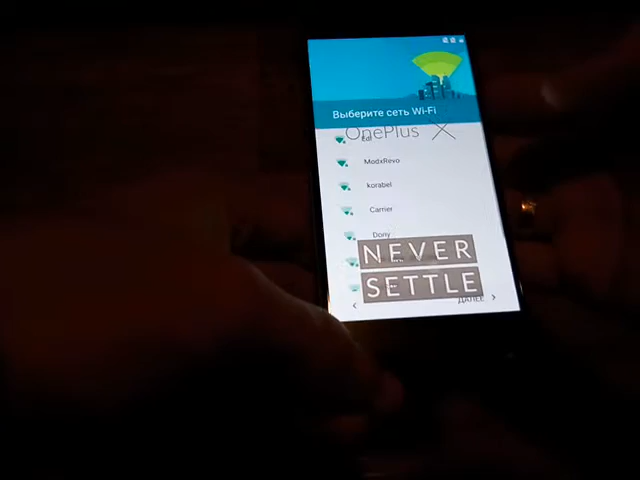 Выберите сеть Wi-Fi
OnePlus X
ModxRevo
korabel
Carrier
Dony
NEVER
SETTLE
ДАЛЕЕ